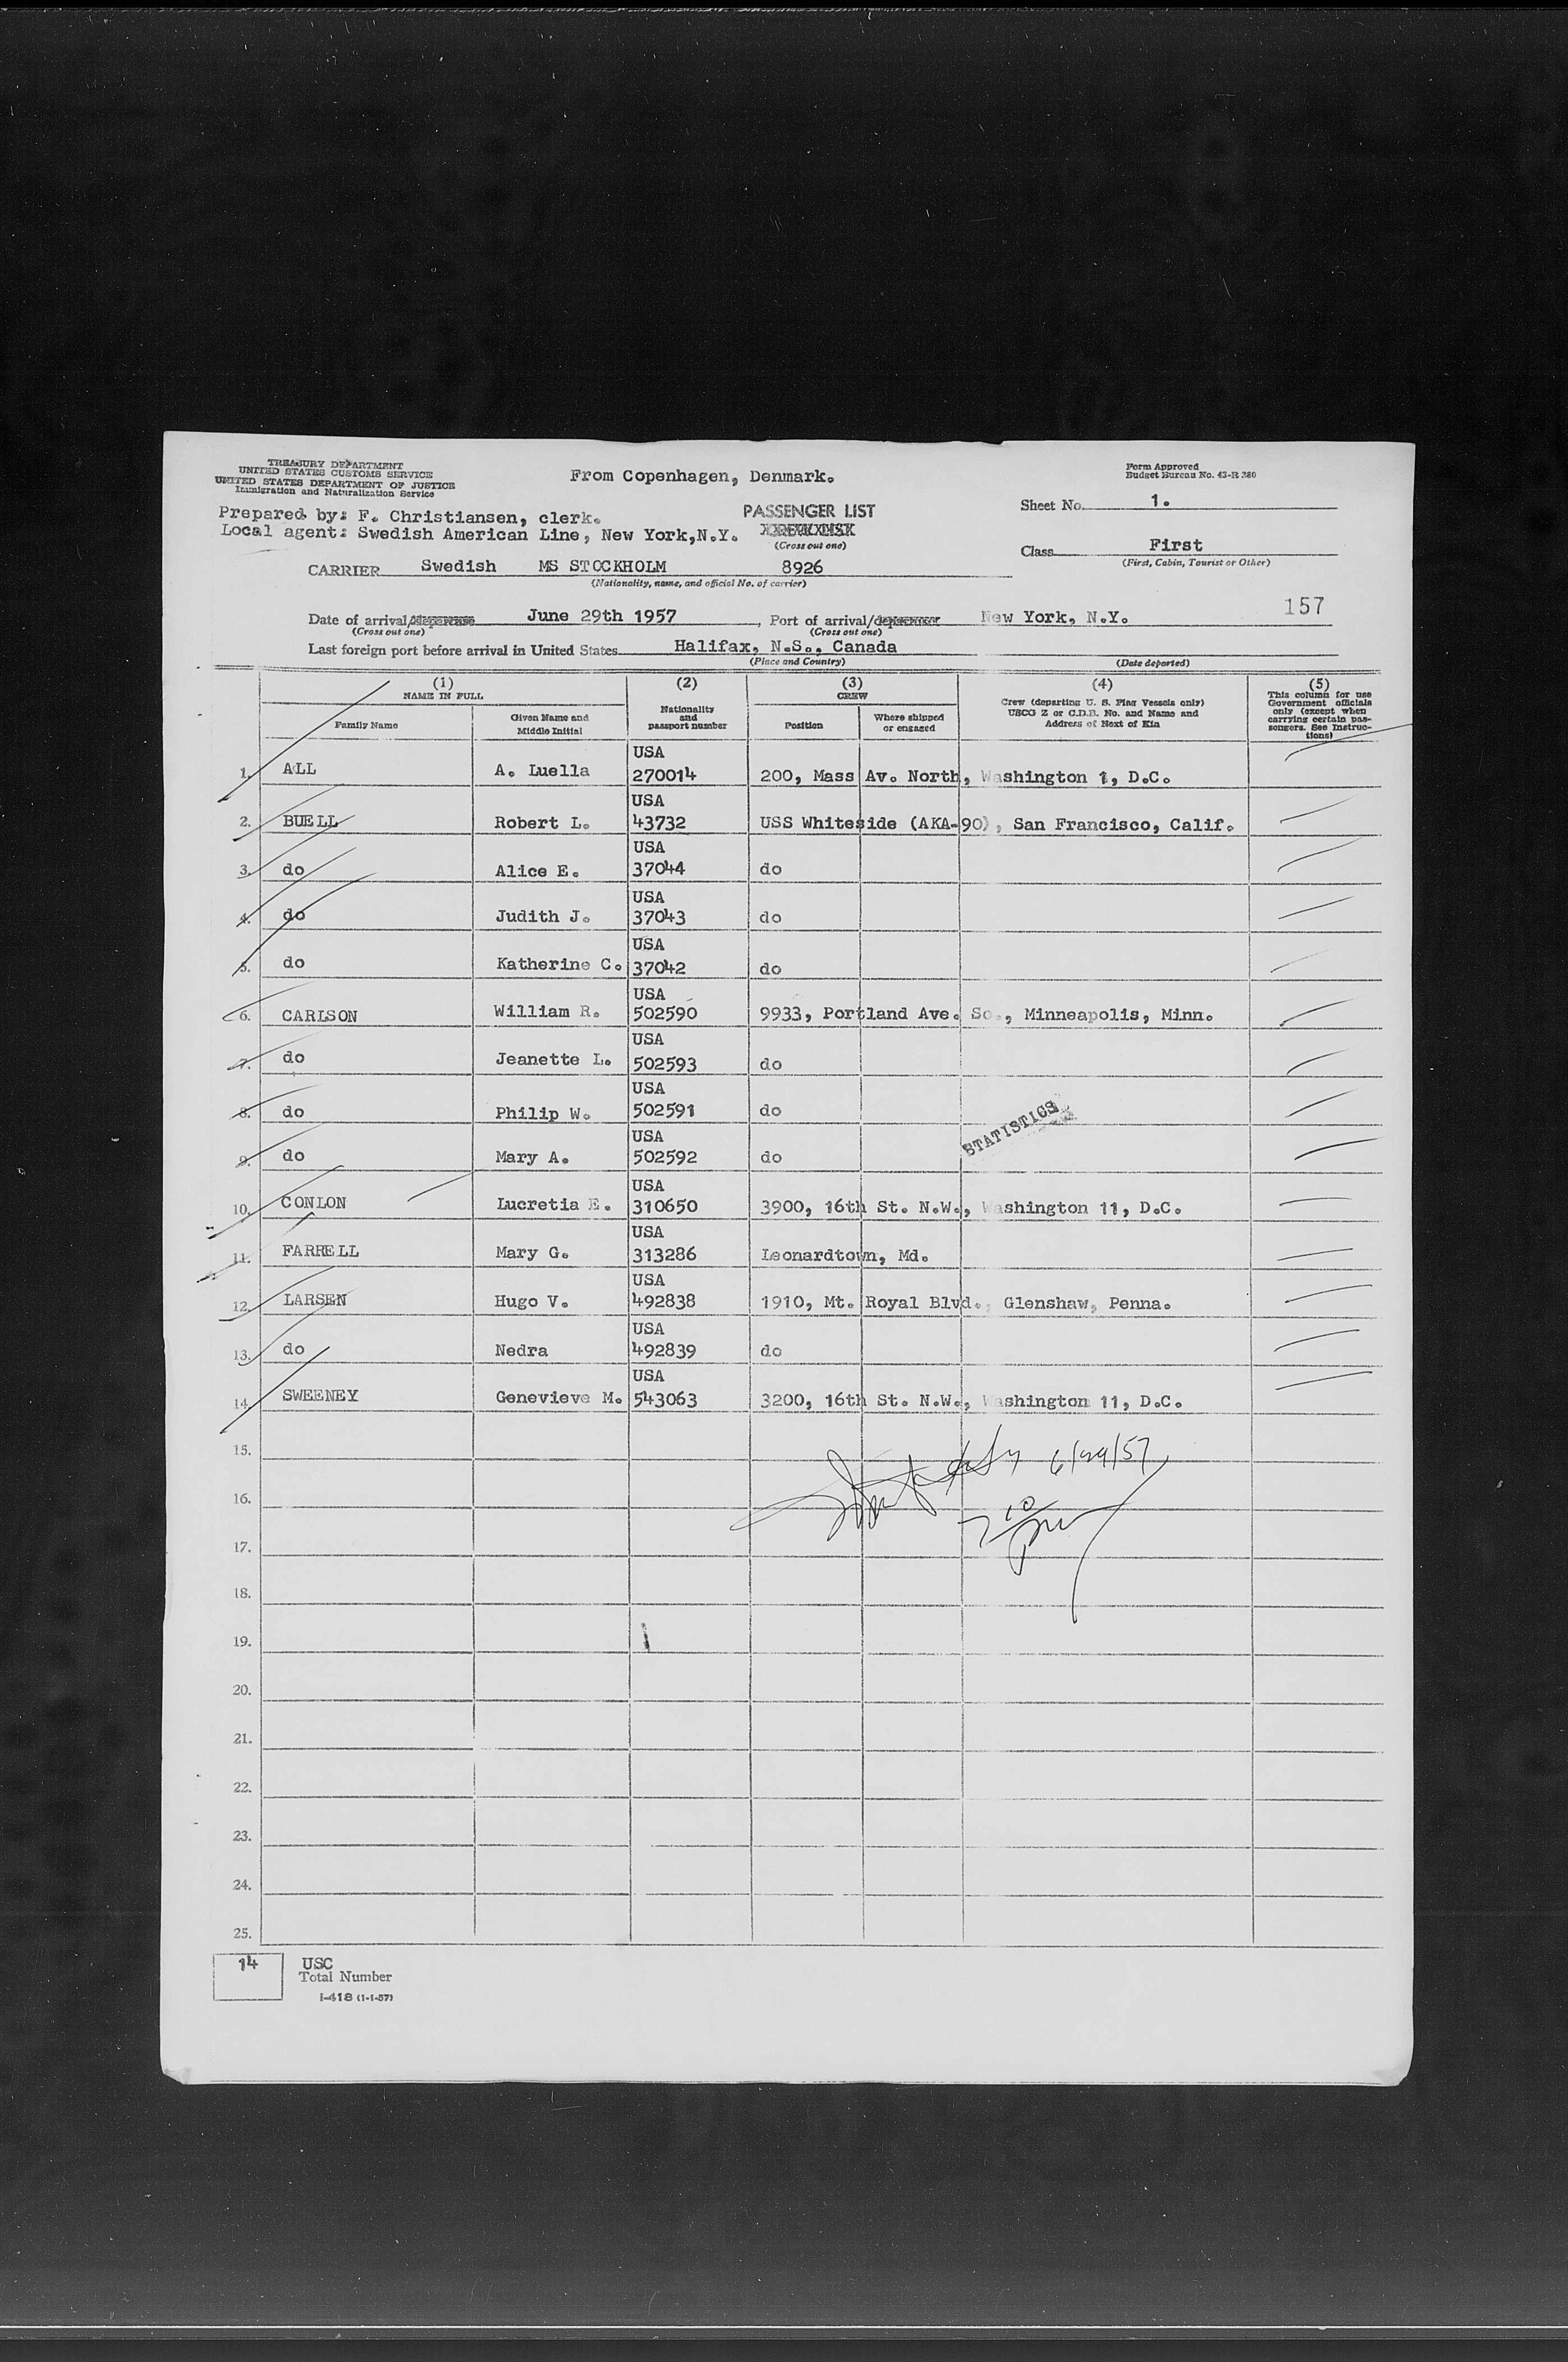 TREASURY DEPARTMENT
UNITED STATES CUSTOMS SERVICE
UNITED STATES DEPARTMENT OF JUSTICE
Immigration and Naturalization Service
From Copenhagen, Denmark.
Form Approved
Budget Bureau No. 43-R 380
Sheet No. 1.
Prepared by: F. Christiansen, clerk.
PASSENGER LIST
Local agent: Swedish American Line, New York,N.Y.
(Cross out one)
Class First
(First, Cabin, Tourist or Other)
CARRIER Swedish MS STOCKHOLM 8926
(Nationality, name, and official No. of carrier)
157
Date of arrival/departure June 29th 1957, Port of arrival/departure New York, N.Y.
(Cross out one) (Cross out one)
Last foreign port before arrival in United States Halifax, N.S., Canada
(Place and Country) (Date departed)
(1) NAME IN FULL
Family Name
Given Name and Middle Initial
(2) Nationality and passport number
(3) CREW
Position
Where shipped or engaged
(4) Crew (departing U. S. Flag Vessels only) USCG Z or C.D.B. No. and Name and Address of Next of Kin
(5) This column for use Government officials only (except when carrying certain passengers. See Instructions)
1. ALL A. Luella USA 270014 200, Mass Av. North, Washington 1, D.C.
2. BUELL Robert L. USA 43732 USS Whiteside (AKA-90), San Francisco, Calif.
3. do Alice E. USA 37044 do
4. do Judith J. USA 37043 do
5. do Katherine C. USA 37042 do
6. CARLSON William R. USA 502590 9933, Portland Ave. So., Minneapolis, Minn.
7. do Jeanette L. USA 502593 do
8. do Philip W. USA 502591 do
STATISTICS
9. do Mary A. USA 502592 do
10. CONLON Lucretia E. USA 310650 3900, 16th St. N.W., Washington 11, D.C.
11. FARRELL Mary G. USA 313286 Leonardtown, Md.
12. LARSEN Hugo V. USA 492838 1910, Mt. Royal Blvd., Glenshaw, Penna.
13. do Nedra USA 492839 do
14. SWEENEY Genevieve M. USA 543063 3200, 16th St. N.W., Washington 11, D.C.
15. 6/29/57
16.
17.
18.
19.
20.
21.
22.
23.
24.
25.
14 USC
Total Number
I-418 (1-1-57)